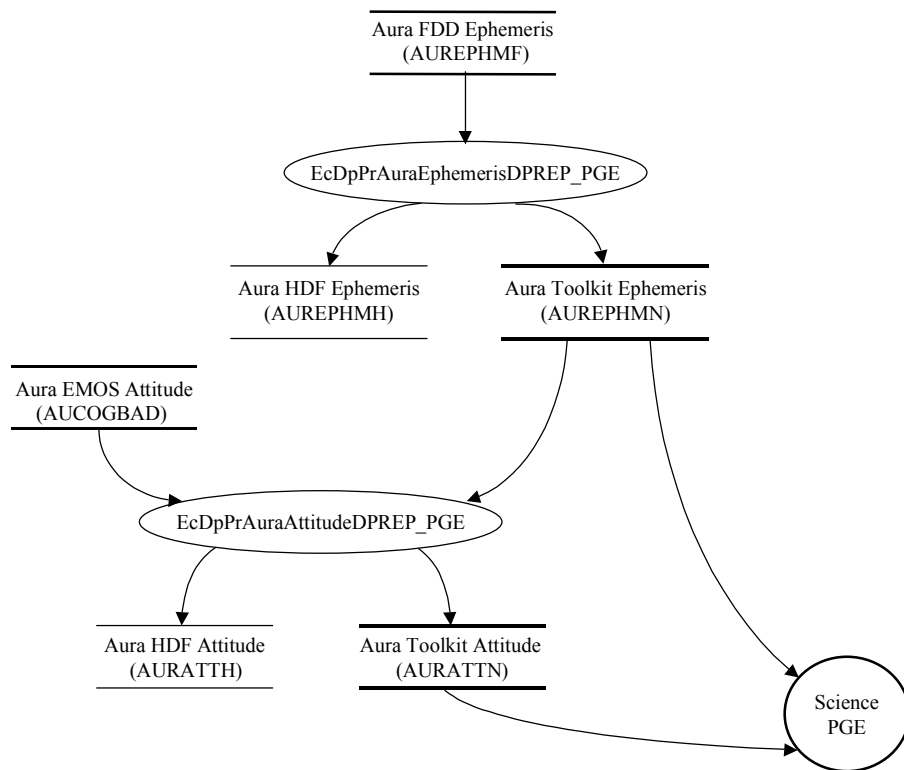 Aura FDD Ephemeris
(AUREPHMF)
EcDpPrAuraEphemerisDPREP_PGE
Aura HDF Ephemeris
(AUREPHMH)
Aura Toolkit Ephemeris
(AUREPHMN)
Aura EMOS Attitude
(AUCOGBAD)
EcDpPrAuraAttitudeDPREP_PGE
Aura HDF Attitude
(AURATTH)
Aura Toolkit Attitude
(AURATTN)
Science
PGE